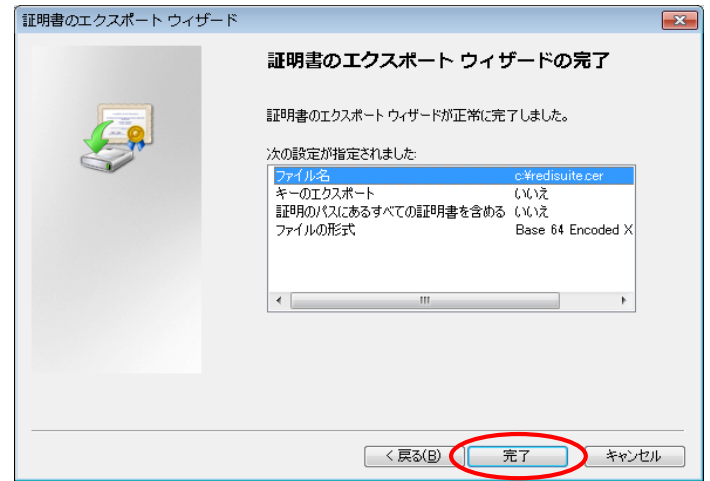 証明書のエクスポート ウィザード
証明書のエクスポート ウィザードの完了
証明書のエクスポート ウィザードが正常に完了しました。
次の設定が指定されました:
ファイル名 c:¥redisuite.cer
キーのエクスポート いいえ
証明のパスにあるすべての証明書を含める いいえ
ファイルの形式 Base 64 Encoded X
< 戻る(B) 完了 キャンセル